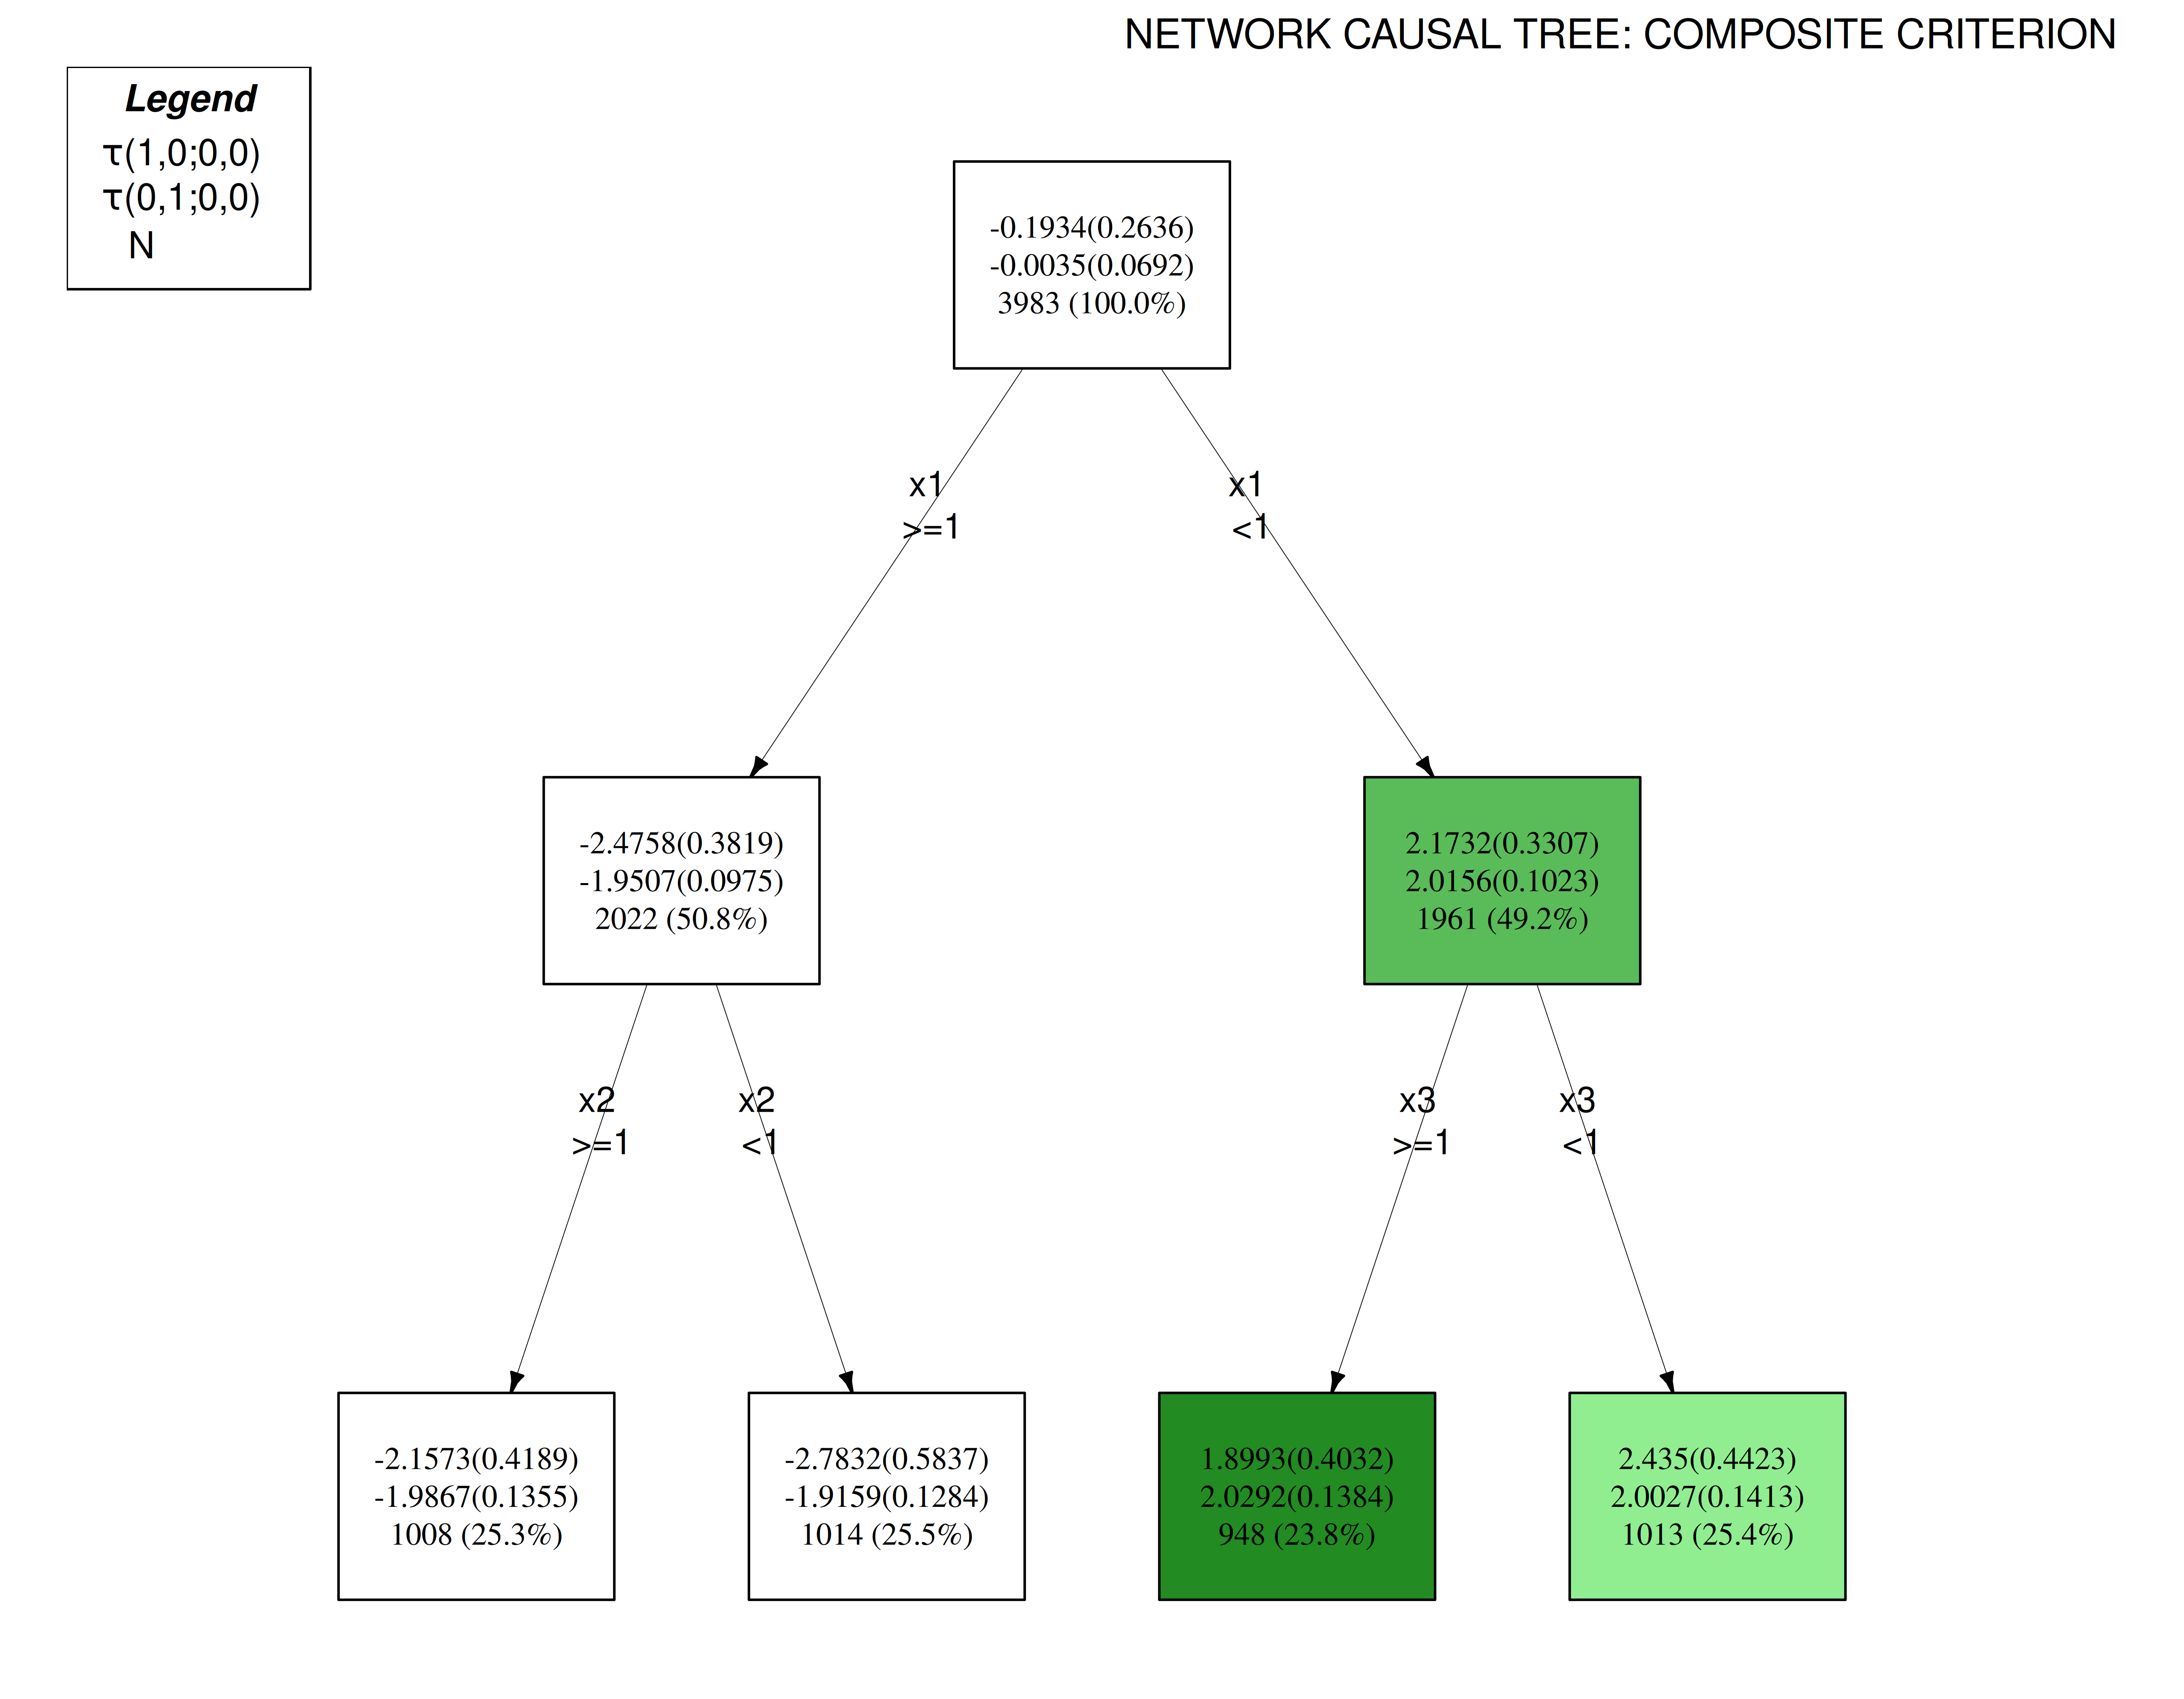 NETWORK CAUSAL TREE: COMPOSITE CRITERION
Legend
τ(1,0;0,0)
τ(0,1;0,0)
N
-0.1934(0.2636)
-0.0035(0.0692)
3983 (100.0%)
x1
>=1
x1
<1
-2.4758(0.3819)
-1.9507(0.0975)
2022 (50.8%)
2.1732(0.3307)
2.0156(0.1023)
1961 (49.2%)
x2
>=1
x2
<1
x3
>=1
x3
<1
-2.1573(0.4189)
-1.9867(0.1355)
1008 (25.3%)
-2.7832(0.5837)
-1.9159(0.1284)
1014 (25.5%)
1.8993(0.4032)
2.0292(0.1384)
948 (23.8%)
2.435(0.4423)
2.0027(0.1413)
1013 (25.4%)